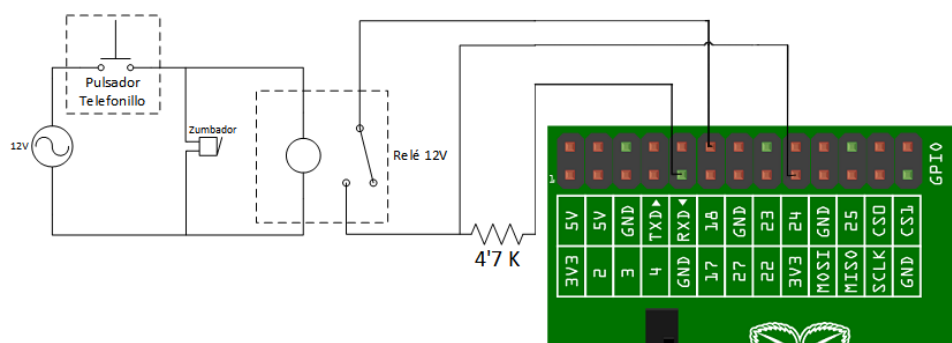 Pulsador
Telefonillo
Zumbador
12V
Relé 12V
4'7 K
1
GPIO
5V 5V GND TXD RXD 18 GND 23 24 GND 25 CS0 CS1
3V3 2 3 4 GND 17 27 22 3V3 MOSI MISO SCLK GND